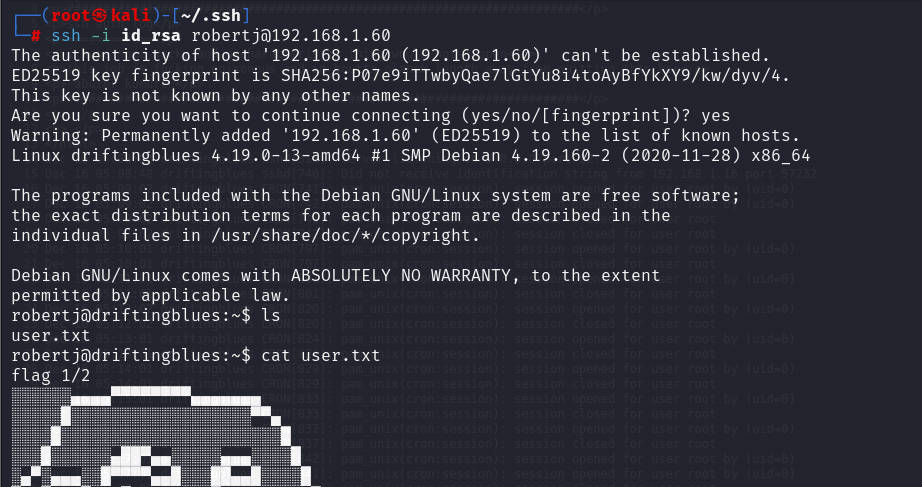 ┌──(root㉿kali)-[~/.ssh]
└─# ssh -i id_rsa robertj@192.168.1.60
The authenticity of host '192.168.1.60 (192.168.1.60)' can't be established.
ED25519 key fingerprint is SHA256:P07e9iTTwbyQae7lGtYu8i4toAyBfYkXY9/kw/dyv/4.
This key is not known by any other names.
Are you sure you want to continue connecting (yes/no/[fingerprint])? yes
Warning: Permanently added '192.168.1.60' (ED25519) to the list of known hosts.
Linux driftingblues 4.19.0-13-amd64 #1 SMP Debian 4.19.160-2 (2020-11-28) x86_64
The programs included with the Debian GNU/Linux system are free software;
the exact distribution terms for each program are described in the
individual files in /usr/share/doc/*/copyright.
Debian GNU/Linux comes with ABSOLUTELY NO WARRANTY, to the extent
permitted by applicable law.
robertj@driftingblues:~$ ls
user.txt
robertj@driftingblues:~$ cat user.txt
flag 1/2